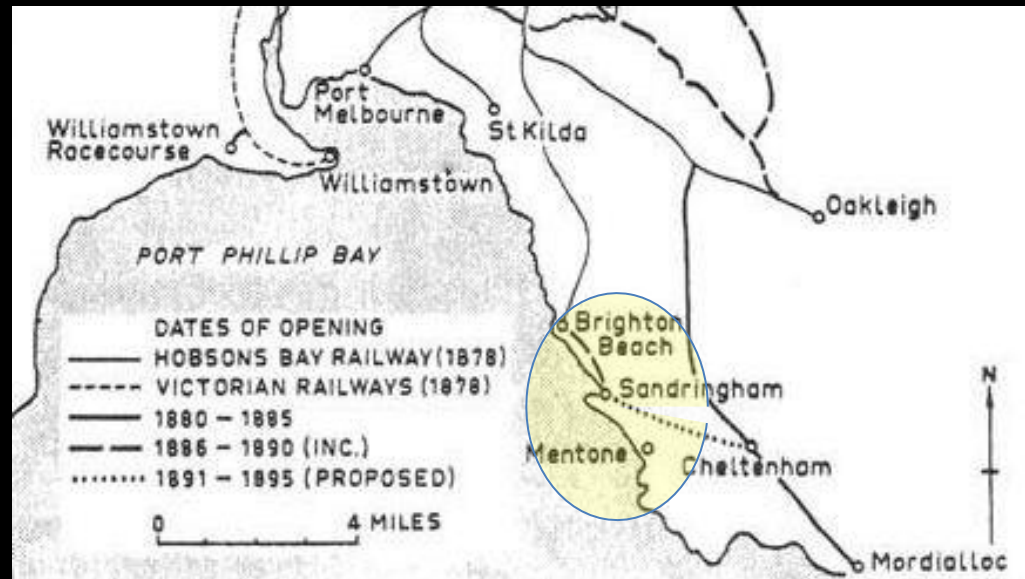 Port
Melbourne
St Kilda
Williamstown
Racecourse
Williamstown
Oakleigh
PORT PHILLIP BAY
Brighton
Beach
DATES OF OPENING
HOBSONS BAY RAILWAY (1878)
VICTORIAN RAILWAYS (1878)
1880 – 1885
1886 – 1890 (INC.)
1891 – 1895 (PROPOSED)
Sandringham
N
Mentone
Cheltenham
0 4 MILES
Mordialloc